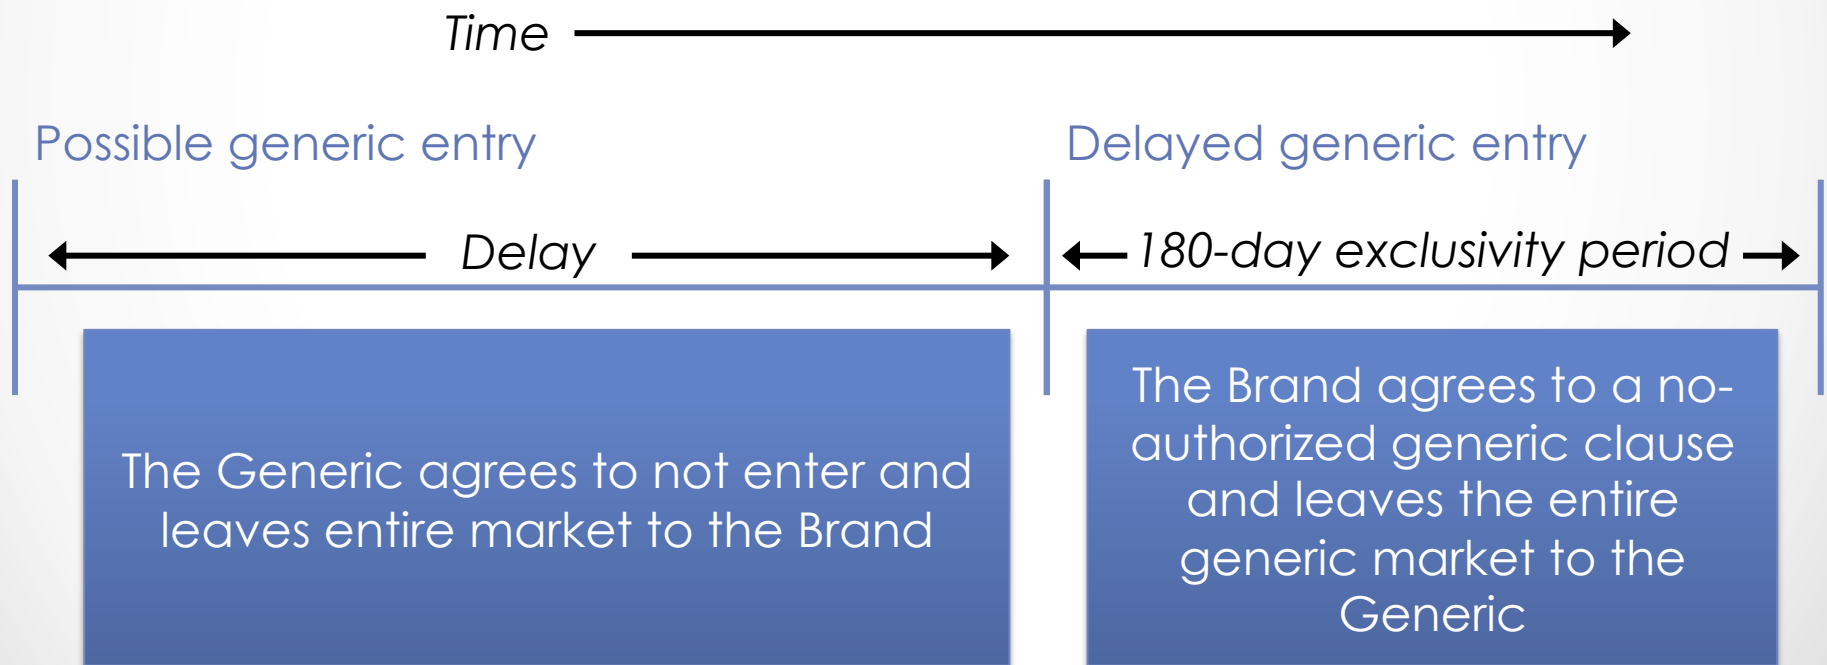 Time
Possible generic entry
Delayed generic entry
Delay
180-day exclusivity period
The Generic agrees to not enter and
leaves entire market to the Brand
The Brand agrees to a no-
authorized generic clause
and leaves the entire
generic market to the
Generic